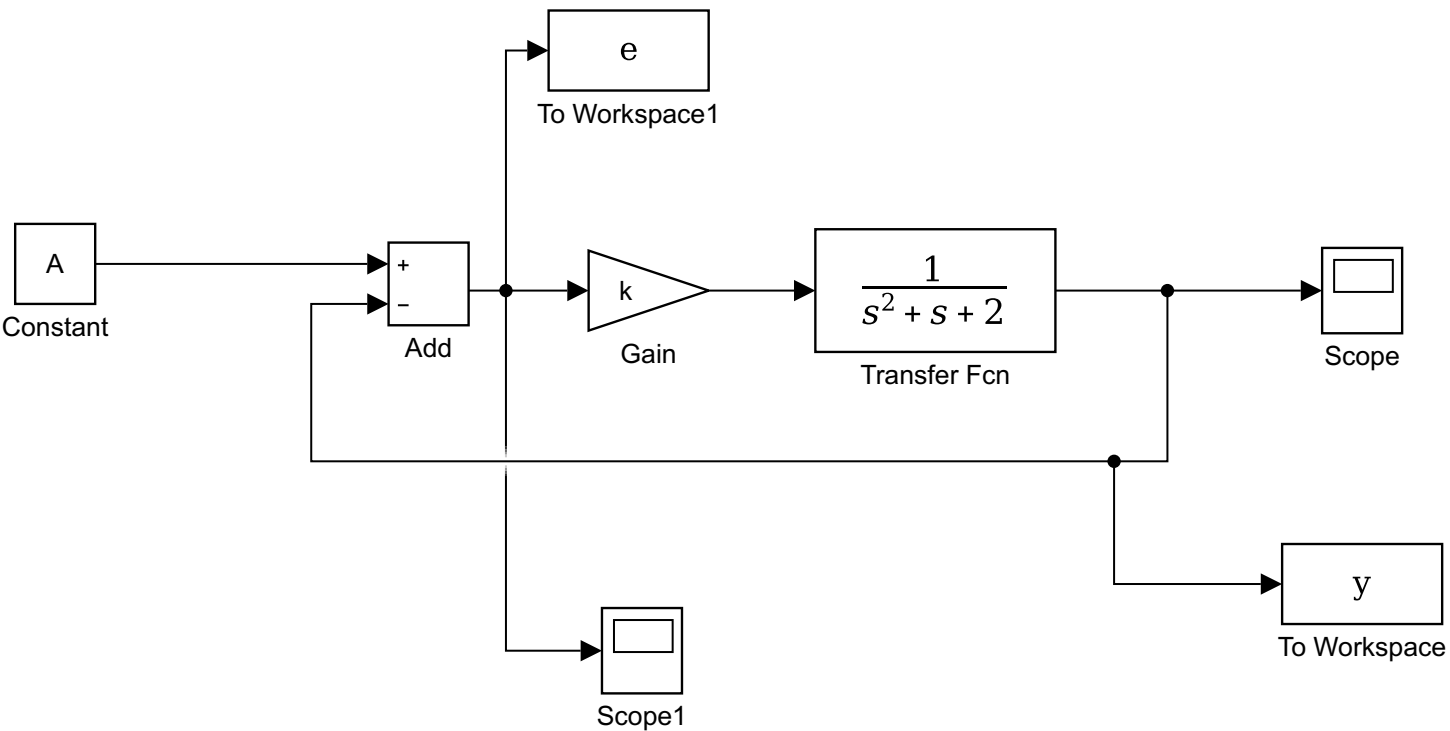 e
To Workspace1
A
Constant
+
−
Add
k
Gain
1
s² + s + 2
Transfer Fcn
Scope
y
To Workspace
Scope1